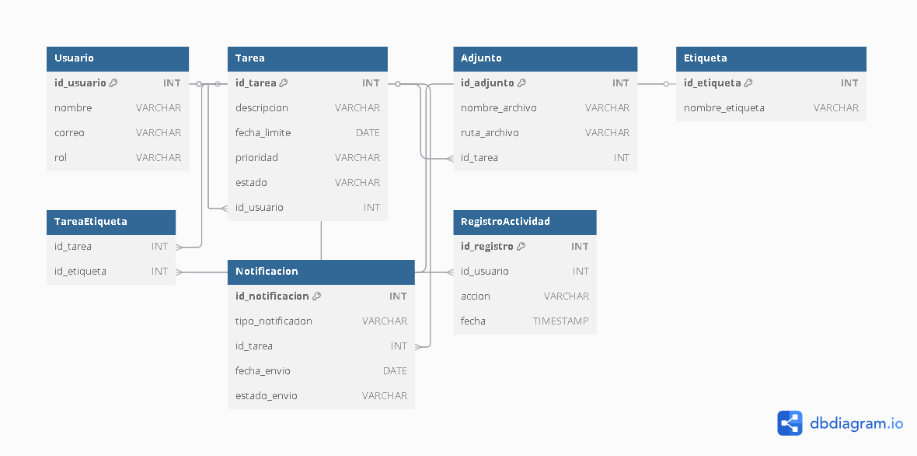 Usuario
id_usuario INT
nombre VARCHAR
correo VARCHAR
rol VARCHAR
Tarea
id_tarea INT
descripcion VARCHAR
fecha_limite DATE
prioridad VARCHAR
estado VARCHAR
id_usuario INT
Adjunto
id_adjunto INT
nombre_archivo VARCHAR
ruta_archivo VARCHAR
id_tarea INT
Etiqueta
id_etiqueta INT
nombre_etiqueta VARCHAR
TareaEtiqueta
id_tarea INT
id_etiqueta INT
Notificacion
id_notificacion INT
tipo_notificacion VARCHAR
id_tarea INT
fecha_envio DATE
estado_envio VARCHAR
RegistroActividad
id_registro INT
id_usuario INT
accion VARCHAR
fecha TIMESTAMP
dbdiagram.io